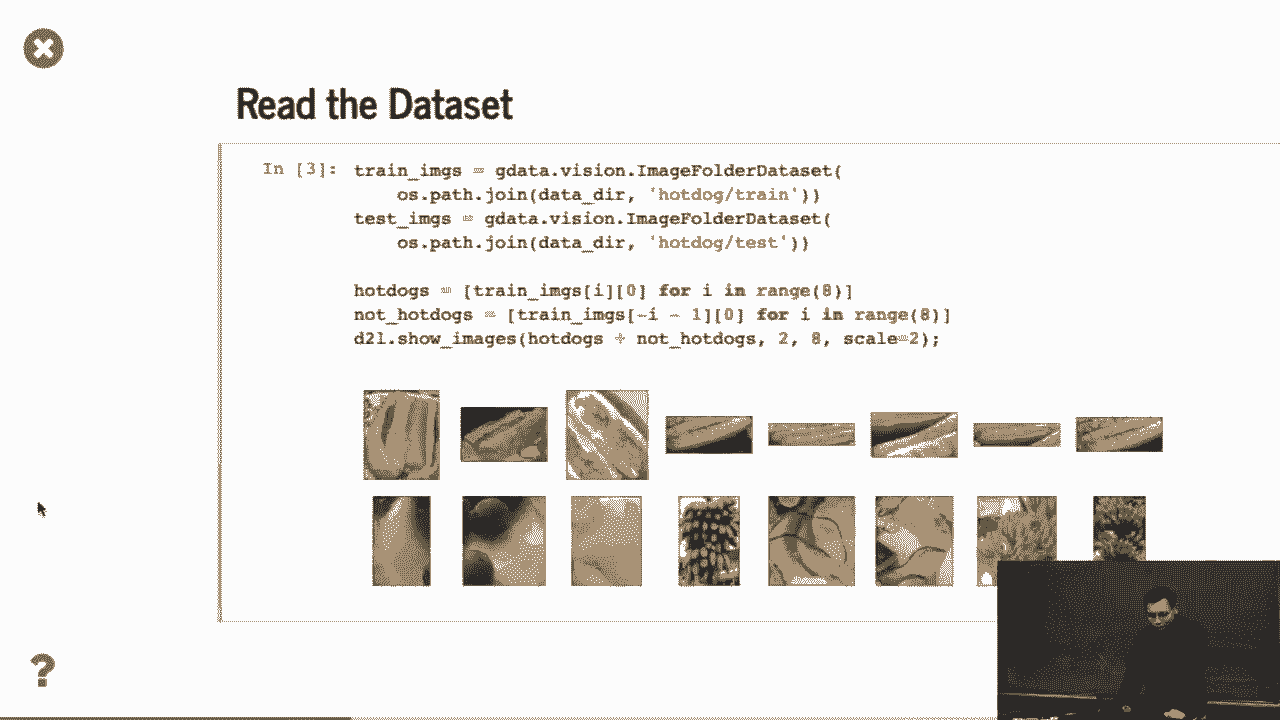 Read the Dataset
In [3]: train_imgs = gdata.vision.ImageFolderDataset(
os.path.join(data_dir, 'hotdog/train'))
test_imgs = gdata.vision.ImageFolderDataset(
os.path.join(data_dir, 'hotdog/test'))
hotdogs = [train_imgs[i][0] for i in range(8)]
not_hotdogs = [train_imgs[-i - 1][0] for i in range(8)]
d2l.show_images(hotdogs + not_hotdogs, 2, 8, scale=2);
?